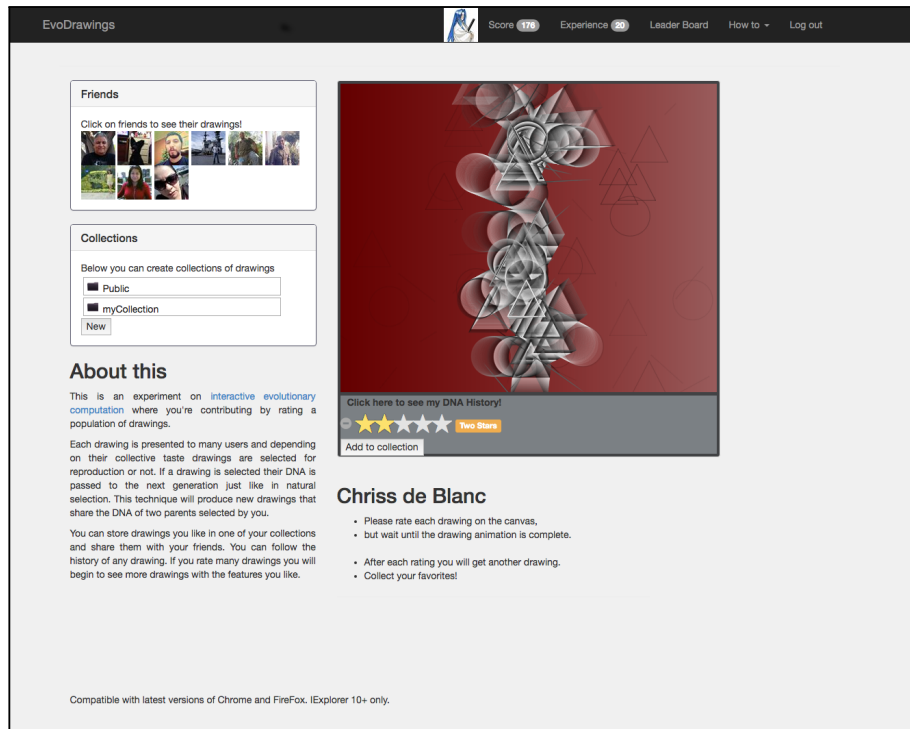 EvoDrawings
Score 176 Experience 20 Leader Board How to Log out
Friends
Click on friends to see their drawings!
Collections
Below you can create collections of drawings
Public
myCollection
New
About this
This is an experiment on interactive evolutionary
computation where you're contributing by rating a
population of drawings.
Each drawing is presented to many users and depending
on their collective taste drawings are selected for
reproduction or not. If a drawing is selected their DNA is
passed to the next generation just like in natural
selection. This technique will produce new drawings that
share the DNA of two parents selected by you.
You can store drawings you like in one of your collections
and share them with your friends. You can follow the
history of any drawing. If you rate many drawings you will
begin to see more drawings with the features you like.
Click here to see my DNA History!
Two Stars
Add to collection
Chriss de Blanc
Please rate each drawing on the canvas,
but wait until the drawing animation is complete.
After each rating you will get another drawing.
Collect your favorites!
Compatible with latest versions of Chrome and FireFox. IExplorer 10+ only.